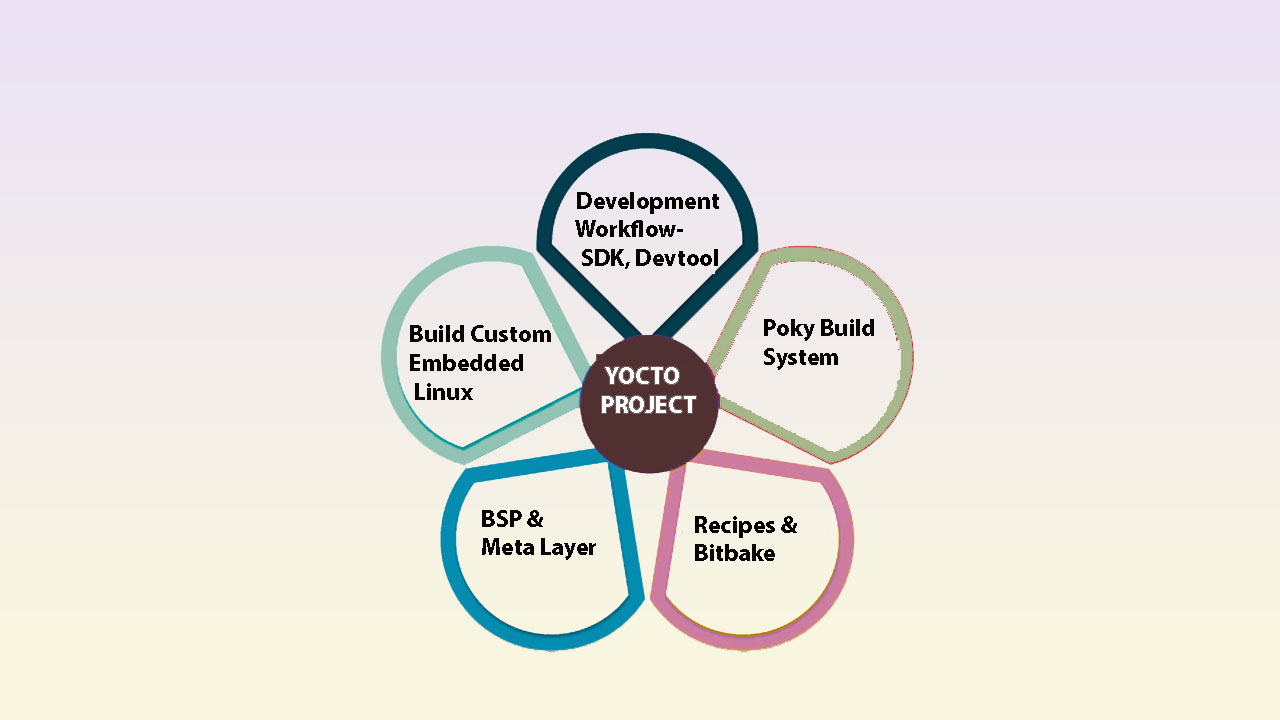 Development
Workflow-
SDK, Devtool
Build Custom
Embedded
Linux
Poky Build
System
YOCTO
PROJECT
BSP &
Meta Layer
Recipes &
Bitbake